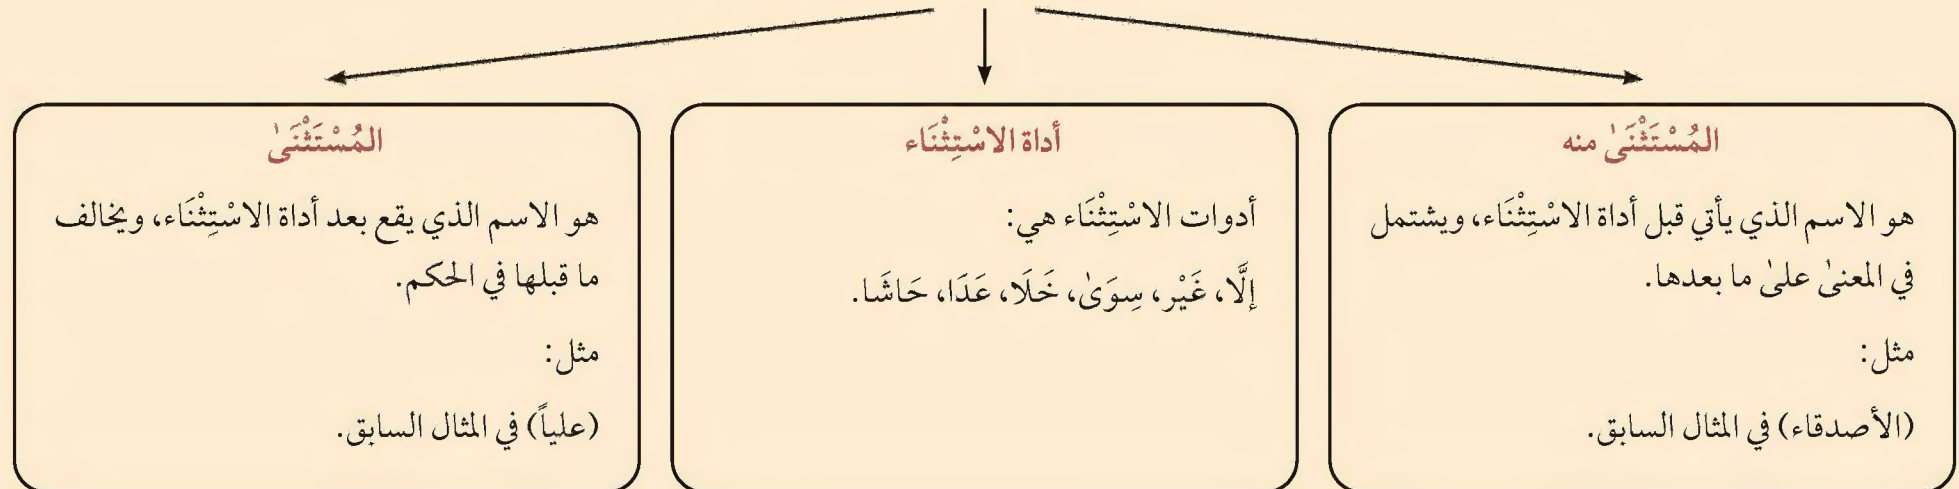 المُسْتَثْنَىٰ منه
هو الاسم الذي يأتي قبل أداة الاسْتِثْنَاء، ويشتمل
في المعنىٰ علىٰ ما بعدها.
مثل:
(الأصدقاء) في المثال السابق.
أداة الاسْتِثْنَاء
أدوات الاسْتِثْنَاء هي:
إلَّا، غَيْر، سِوَىٰ، خَلَا، عَدَا، حَاشَا.
المُسْتَثْنَىٰ
هو الاسم الذي يقع بعد أداة الاسْتِثْنَاء، ويخالف
ما قبلها في الحكم.
مثل:
(علياً) في المثال السابق.